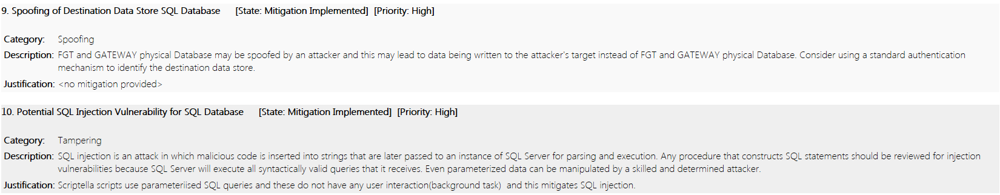 9. Spoofing of Destination Data Store SQL Database [State: Mitigation Implemented] [Priority: High]
Category: Spoofing
Description: FGT and GATEWAY physical Database may be spoofed by an attacker and this may lead to data being written to the attacker's target instead of FGT and GATEWAY physical Database. Consider using a standard authentication
mechanism to identify the destination data store.
Justification: <no mitigation provided>
10. Potential SQL Injection Vulnerability for SQL Database [State: Mitigation Implemented] [Priority: High]
Category: Tampering
Description: SQL injection is an attack in which malicious code is inserted into strings that are later passed to an instance of SQL Server for parsing and execution. Any procedure that constructs SQL statements should be reviewed for injection
vulnerabilities because SQL Server will execute all syntactically valid queries that it receives. Even parameterized data can be manipulated by a skilled and determined attacker.
Justification: Scriptella scripts use parameteriised SQL queries and these do not have any user interaction(background task) and this mitigates SQL injection.